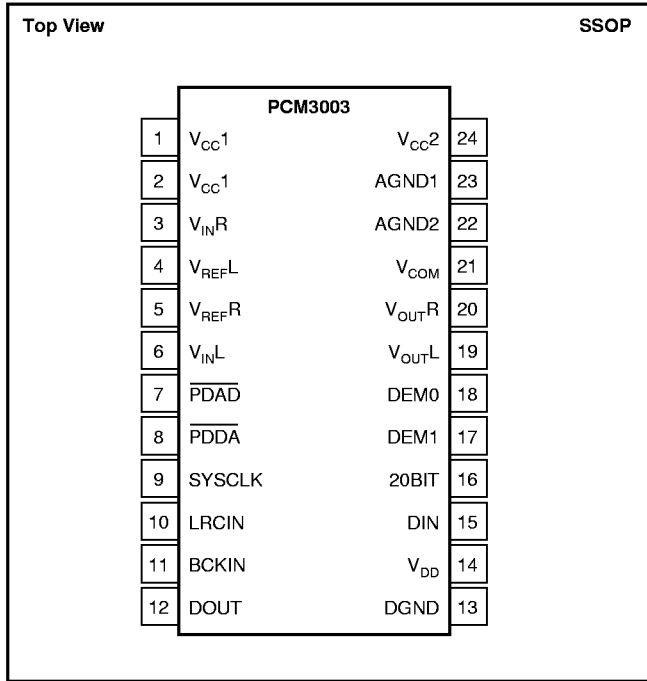 Top View SSOP
PCM3003
1 VCC1 VCC2 24
2 VCC1 AGND1 23
3 VINR AGND2 22
4 VREFL VCOM 21
5 VREFR VOUTR 20
6 VINL VOUTL 19
7 PDAD DEM0 18
8 PDDA DEM1 17
9 SYSCLK 20BIT 16
10 LRCIN DIN 15
11 BCKIN VDD 14
12 DOUT DGND 13